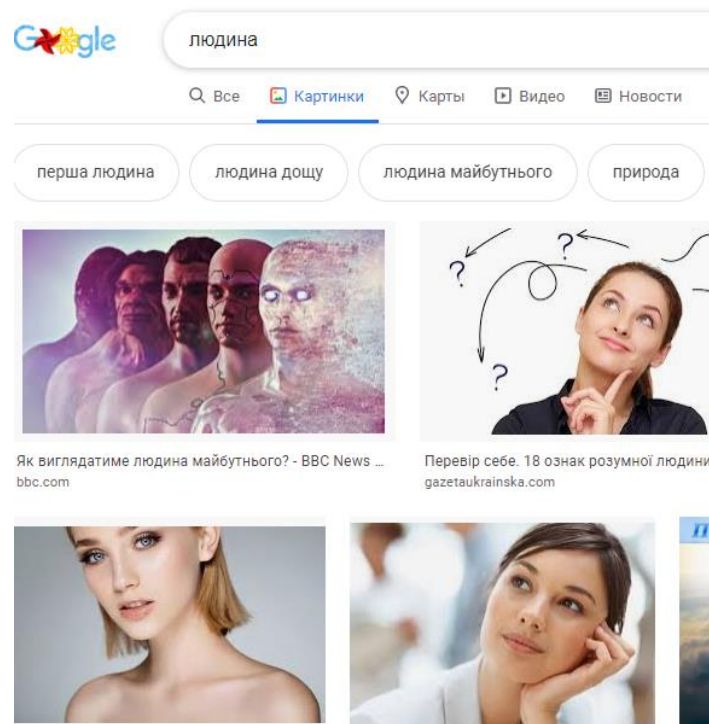 Google
людина
Все Картинки Карты Видео Новости
перша людина людина дощу людина майбутнього природа
? ?
?
Як виглядатиме людина майбутнього? - BBC News ...
bbc.com
Перевір себе. 18 ознак розумної людини
gazetaukrainska.com